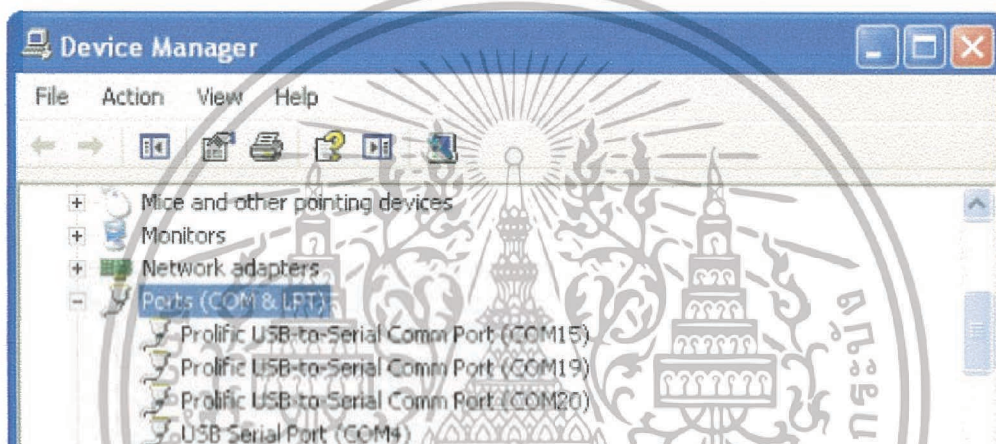 Device Manager
File Action View Help
Mice and other pointing devices
Monitors
Network adapters
Ports (COM & LPT)
Prolific USB-to-Serial Comm Port (COM15)
Prolific USB-to-Serial Comm Port (COM19)
Prolific USB-to-Serial Comm Port (COM20)
USB Serial Port (COM4)